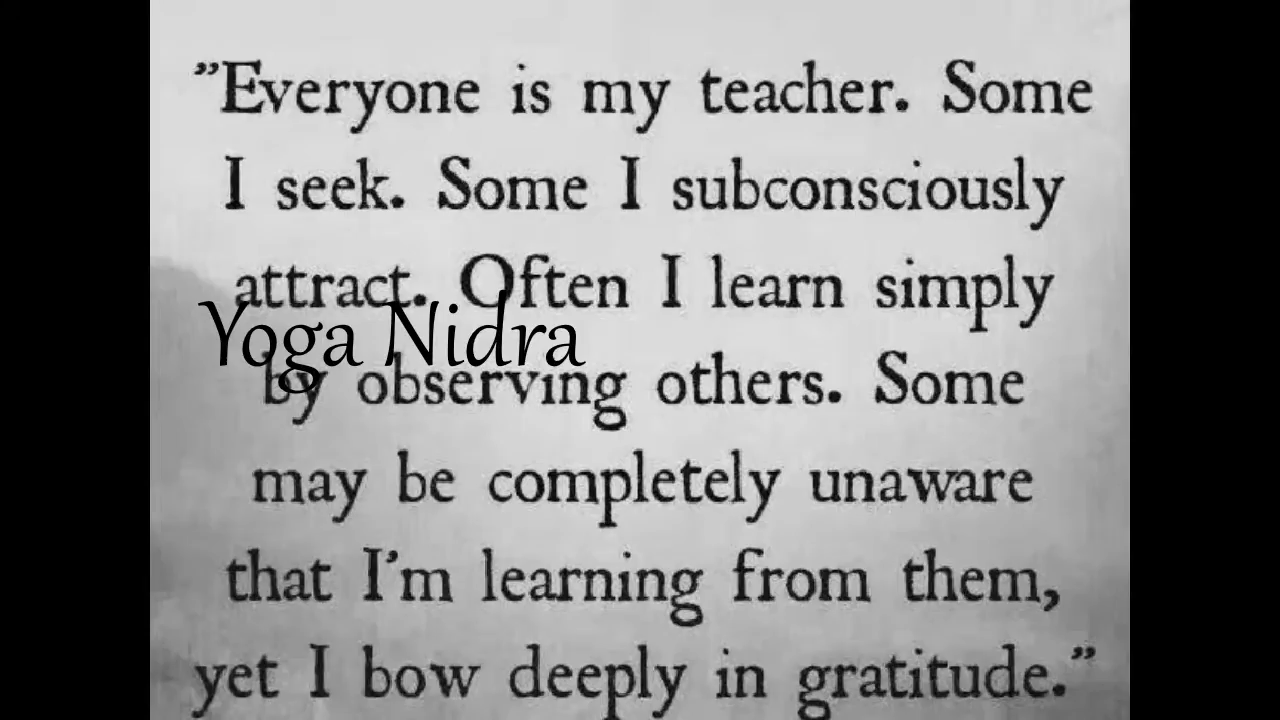 ”Everyone is my teacher. Some
I seek. Some I subconsciously
attract. Often I learn simply
Yoga Nidra
by observing others. Some
may be completely unaware
that I'm learning from them,
yet I bow deeply in gratitude.”